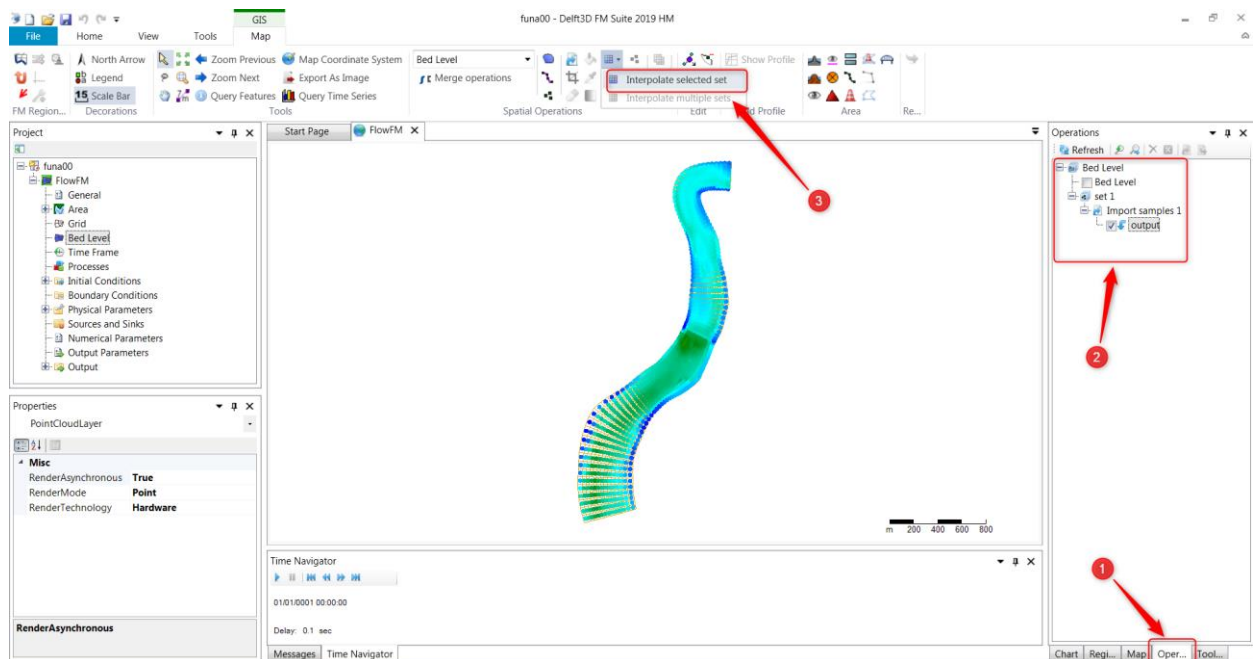 GIS
funa00 - Delft3D FM Suite 2019 HM
File Home View Tools Map
North Arrow
Zoom Previous
Map Coordinate System
Bed Level
Show Profile
Legend
Zoom Next
Export As Image
Merge operations
Interpolate selected set
15 Scale Bar
Query Features
Query Time Series
Interpolate multiple sets
FM Region... Decorations Tools Spatial Operations Edit Profile Area Re...
Project
Start Page FlowFM
Operations
Refresh
funa00
FlowFM
General
Area
Grid
Bed Level
Time Frame
Processes
Initial Conditions
Boundary Conditions
Physical Parameters
Sources and Sinks
Numerical Parameters
Output Parameters
Output
Bed Level
Bed Level
set 1
Import samples 1
output
3
2
1
Properties
PointCloudLayer
Misc
RenderAsynchronous True
RenderMode Point
RenderTechnology Hardware
RenderAsynchronous
m 200 400 600 800
Time Navigator
01/01/0001 00:00:00
Delay: 0.1 sec
Messages Time Navigator
Chart Regi... Map Oper... Tool...